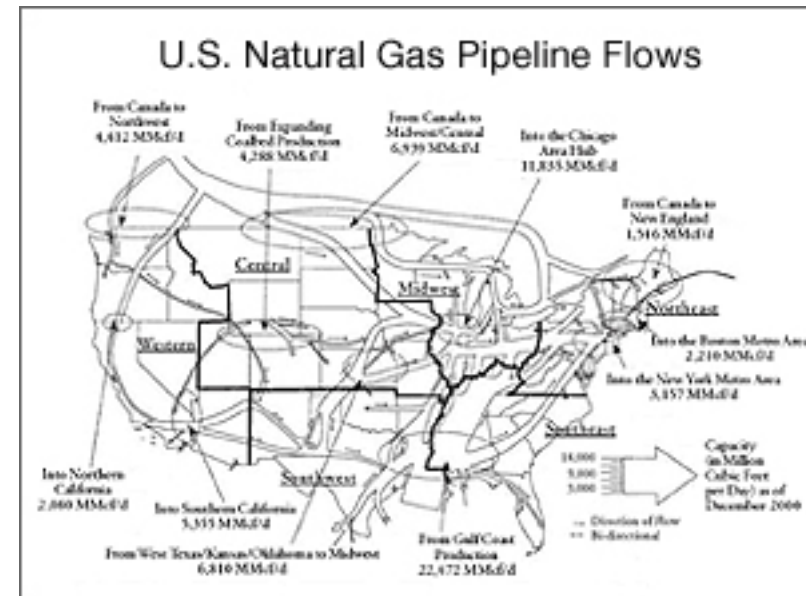 U.S. Natural Gas Pipeline Flows
From Canada to
Northwest
4,412 MMcf/d
From Expanding
Coalbed Production
4,288 MMcf/d
From Canada to
Midwest/Central
6,939 MMcf/d
Into the Chicago
Area Hub
11,835 MMcf/d
From Canada to
New England
1,546 MMcf/d
Central
Midwest
Northeast
Western
Into the Boston Metro Area
2,210 MMcf/d
Into the New York Metro Area
3,157 MMcf/d
Southeast
Southwest
Into Northern
California
2,080 MMcf/d
Into Southern California
5,355 MMcf/d
From West Texas/Kansas/Oklahoma to Midwest
6,810 MMcf/d
From Gulf Coast
Production
22,472 MMcf/d
14,000
9,000
3,000
Capacity
(in Million
Cubic Feet
per Day) as of
December 2000
Direction of Flow
Bi-directional